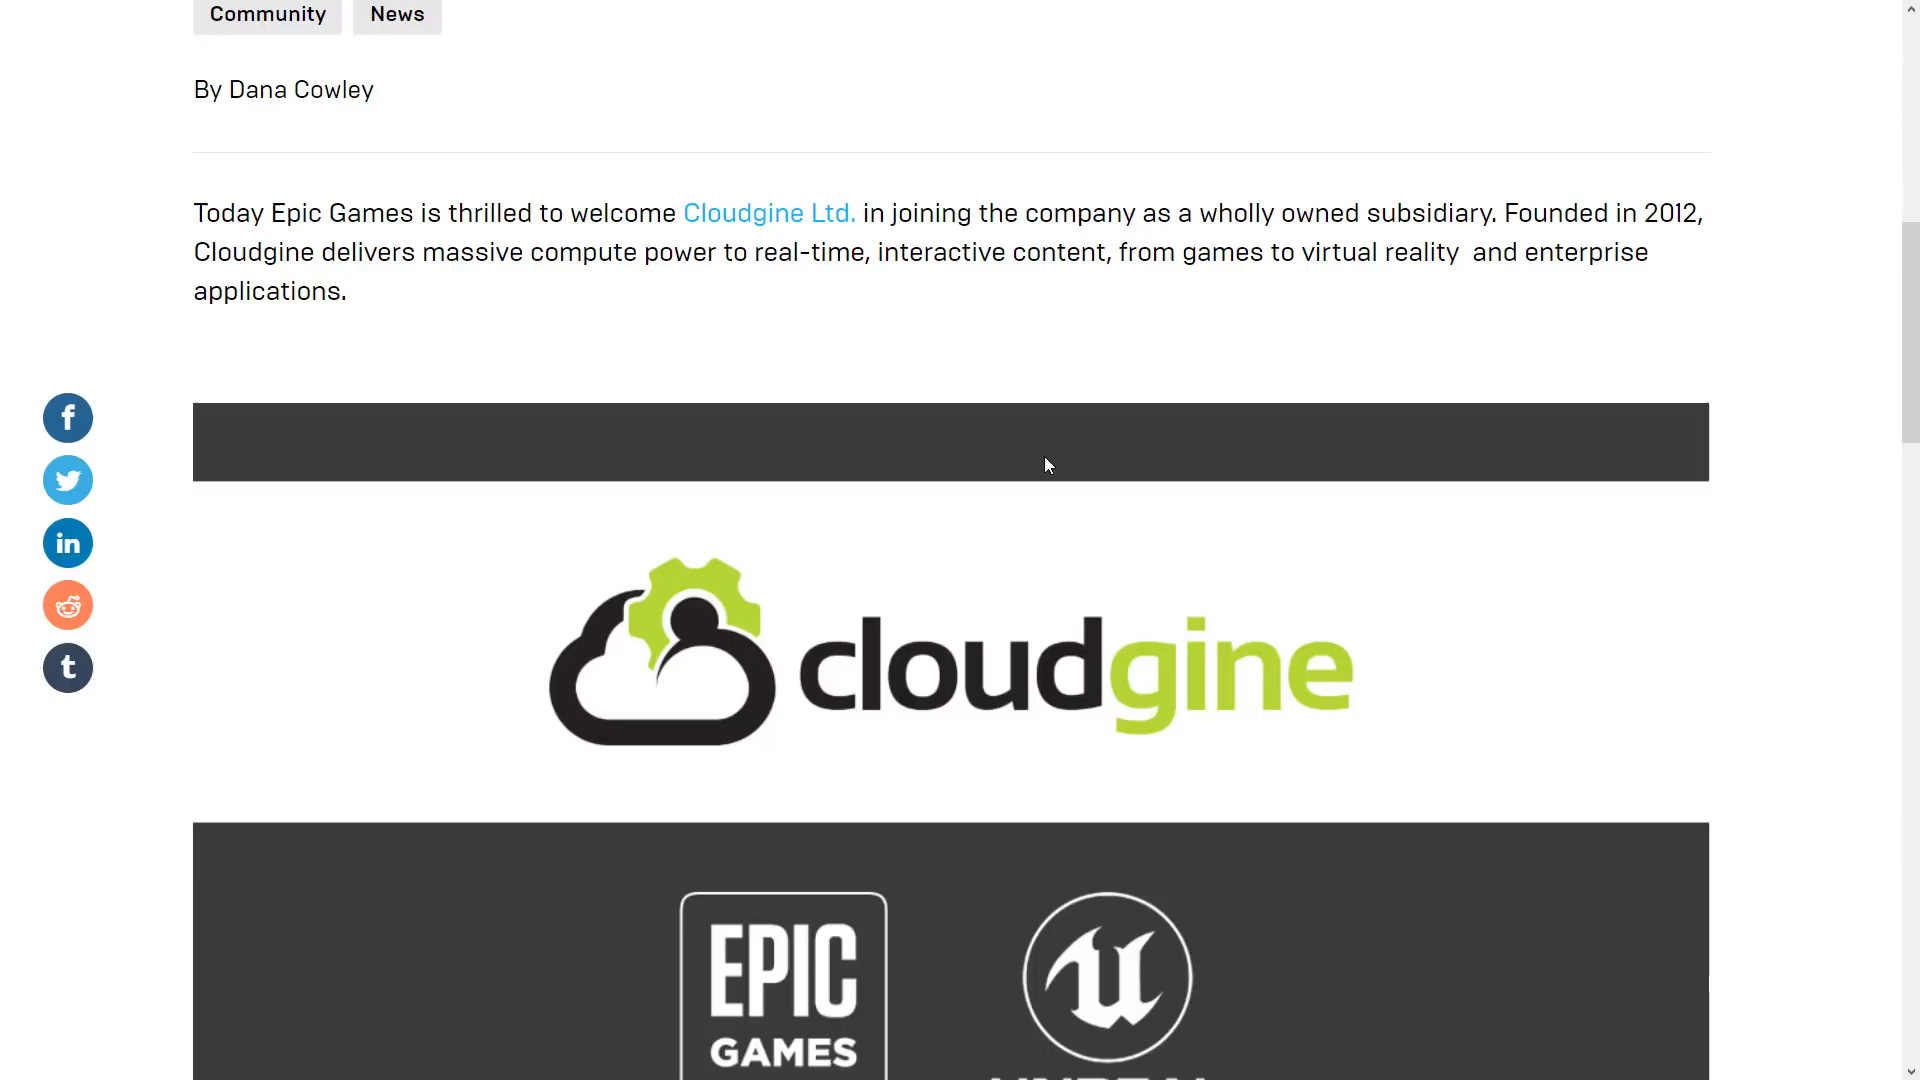 Community News
By Dana Cowley
Today Epic Games is thrilled to welcome Cloudgine Ltd. in joining the company as a wholly owned subsidiary. Founded in 2012,
Cloudgine delivers massive compute power to real-time, interactive content, from games to virtual reality  and enterprise
applications.
cloudgine
EPIC
GAMES